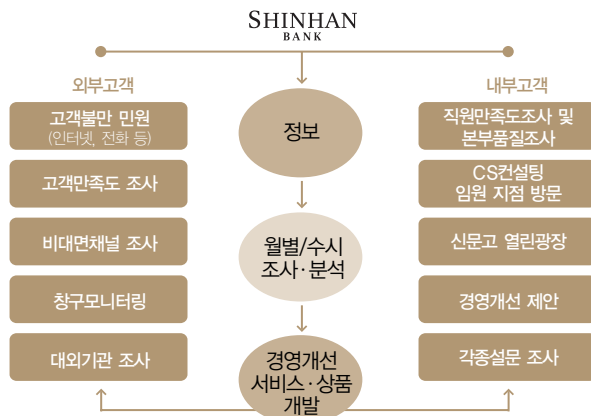 SHINHAN
BANK
외부고객
고객불만 민원
(인터넷, 전화 등)
고객만족도 조사
비대면채널 조사
창구모니터링
대외기관 조사
정보
월별/수시
조사·분석
경영개선
서비스·상품
개발
내부고객
직원만족도조사 및
본부품질조사
CS컨설팅
임원 지점 방문
신문고 열린광장
경영개선 제안
각종설문 조사